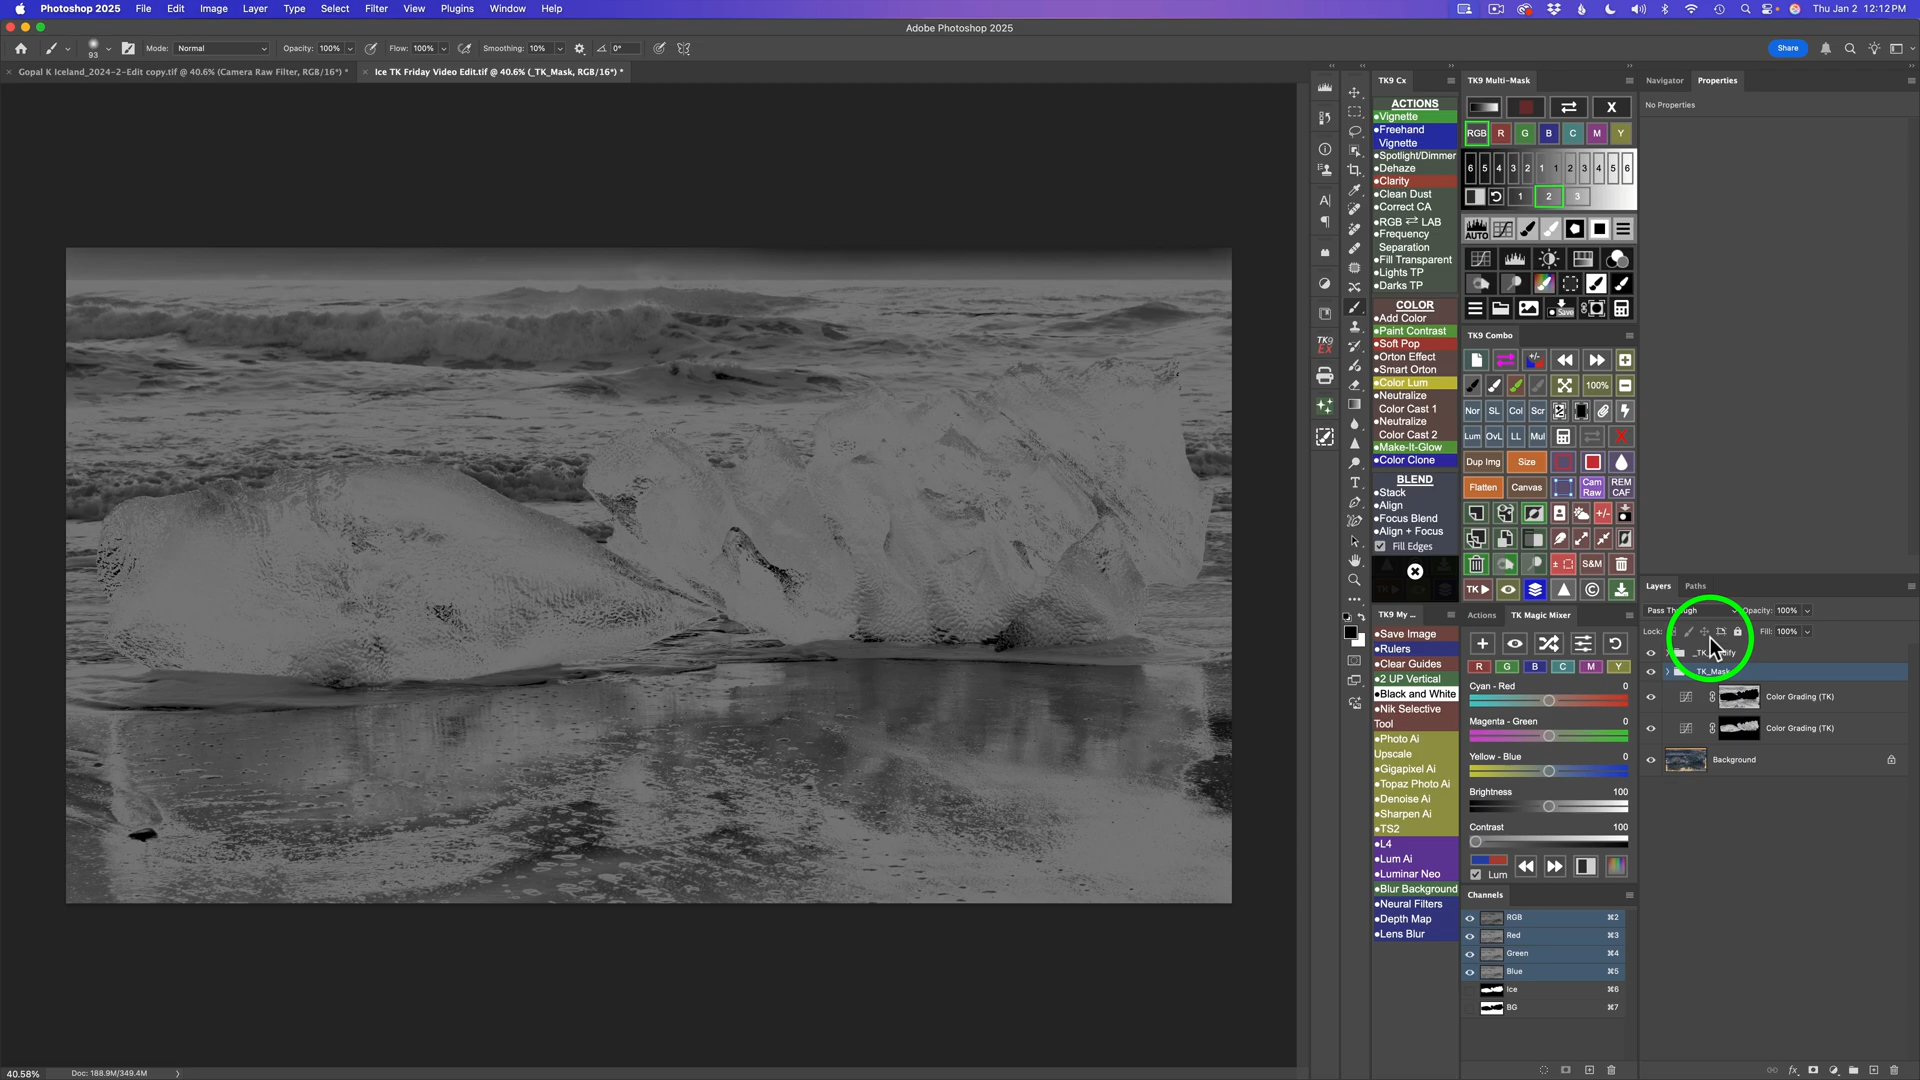 Photoshop 2025 File Edit Image Layer Type Select Filter View Plugins Window Help
Thu Jan 2 12:12 PM
Adobe Photoshop 2025
93
Mode: Normal Opacity: 100% Flow: 100% Smoothing: 10% 0°
Share
Gopal K Iceland_2024-2-Edit copy.tif @ 40.6% (Camera Raw Filter, RGB/16*) *
Ice TK Friday Video Edit.tif @ 40.6% (_TK_Mask, RGB/16*) *
TK9 Cx
ACTIONS
Vignette
Freehand
Vignette
Spotlight/Dimmer
Dehaze
Clarity
Clean Dust
Correct CA
RGB ⇄ LAB
Frequency
Separation
Fill Transparent
Lights TP
Darks TP
COLOR
Add Color
Paint Contrast
Soft Pop
Orton Effect
Smart Orton
Color Lum
Neutralize
Color Cast 1
Neutralize
Color Cast 2
Make-It-Glow
Color Clone
BLEND
Stack
Align
Focus Blend
Align + Focus
Fill Edges
TK9
EX
TK9 My ...
Save Image
Rulers
Clear Guides
2 UP Vertical
Black and White
Nik Selective
Tool
Photo Ai
Upscale
Gigapixel Ai
Topaz Photo Ai
Denoise Ai
Sharpen Ai
TS2
L4
Lum Ai
Luminar Neo
Blur Background
Neural Filters
Depth Map
Lens Blur
TK9 Multi-Mask
X
RGB R G B C M Y
6 5 4 3 2 1 1 2 3 4 5 6
1 2 3
AUTO
Save
TK9 Combo
+/-
100%
Nor SL Col Scr
Lum OvL LL Mul
Dup Img Size
Flatten Canvas Cam Raw REM CAF
+/-
S&M
TK
Actions TK Magic Mixer
R G B C M Y
Cyan - Red 0
Magenta - Green 0
Yellow - Blue 0
Brightness 100
Contrast 100
Lum
Channels
RGB ⌘2
Red ⌘3
Green ⌘4
Blue ⌘5
Ice ⌘6
BG ⌘7
Navigator Properties
No Properties
Layers Paths
Pass Through Opacity: 100%
Lock: Fill: 100%
TK_Mask
Color Grading (TK)
Color Grading (TK)
Background
40.58% Doc: 188.9M/349.4M